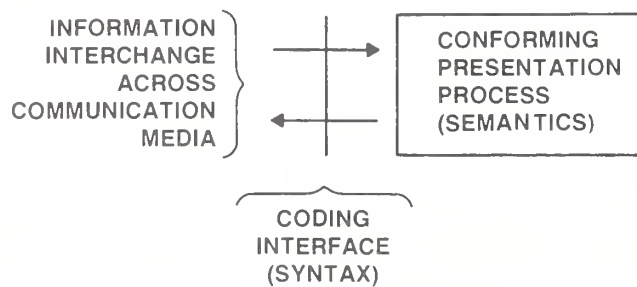 INFORMATION
INTERCHANGE
ACROSS
COMMUNICATION
MEDIA
CONFORMING
PRESENTATION
PROCESS
(SEMANTICS)
CODING
INTERFACE
(SYNTAX)